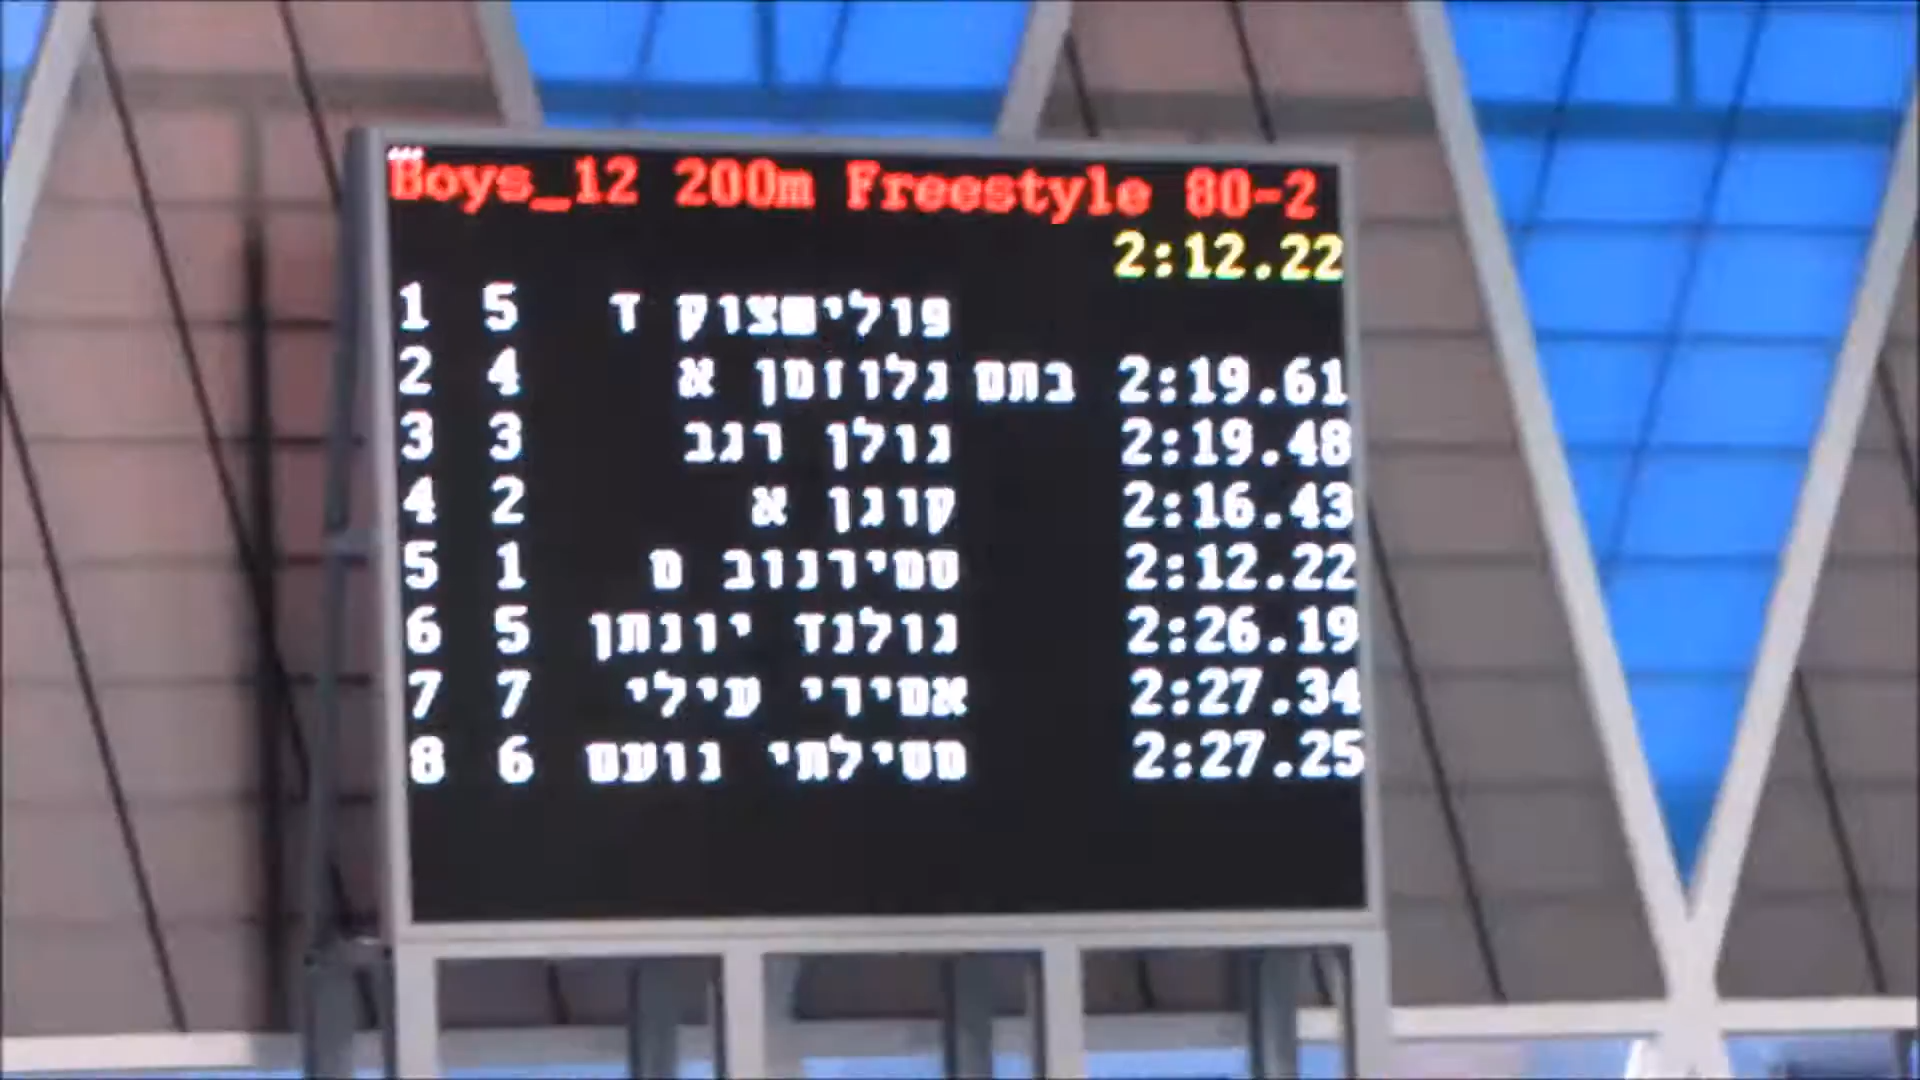 Boys_12 200m Freestyle 80-2
2:12.22
1 5 פולישצוק ד
2 4 גלוזמן א בתם 2:19.61
3 3 גולן רגב 2:19.48
4 2 קוגן א 2:16.43
5 1 סמירנוב מ 2:12.22
6 5 גולנד יונתן 2:26.19
7 7 אמירי עילי 2:27.34
8 6 מסילתי נועם 2:27.25